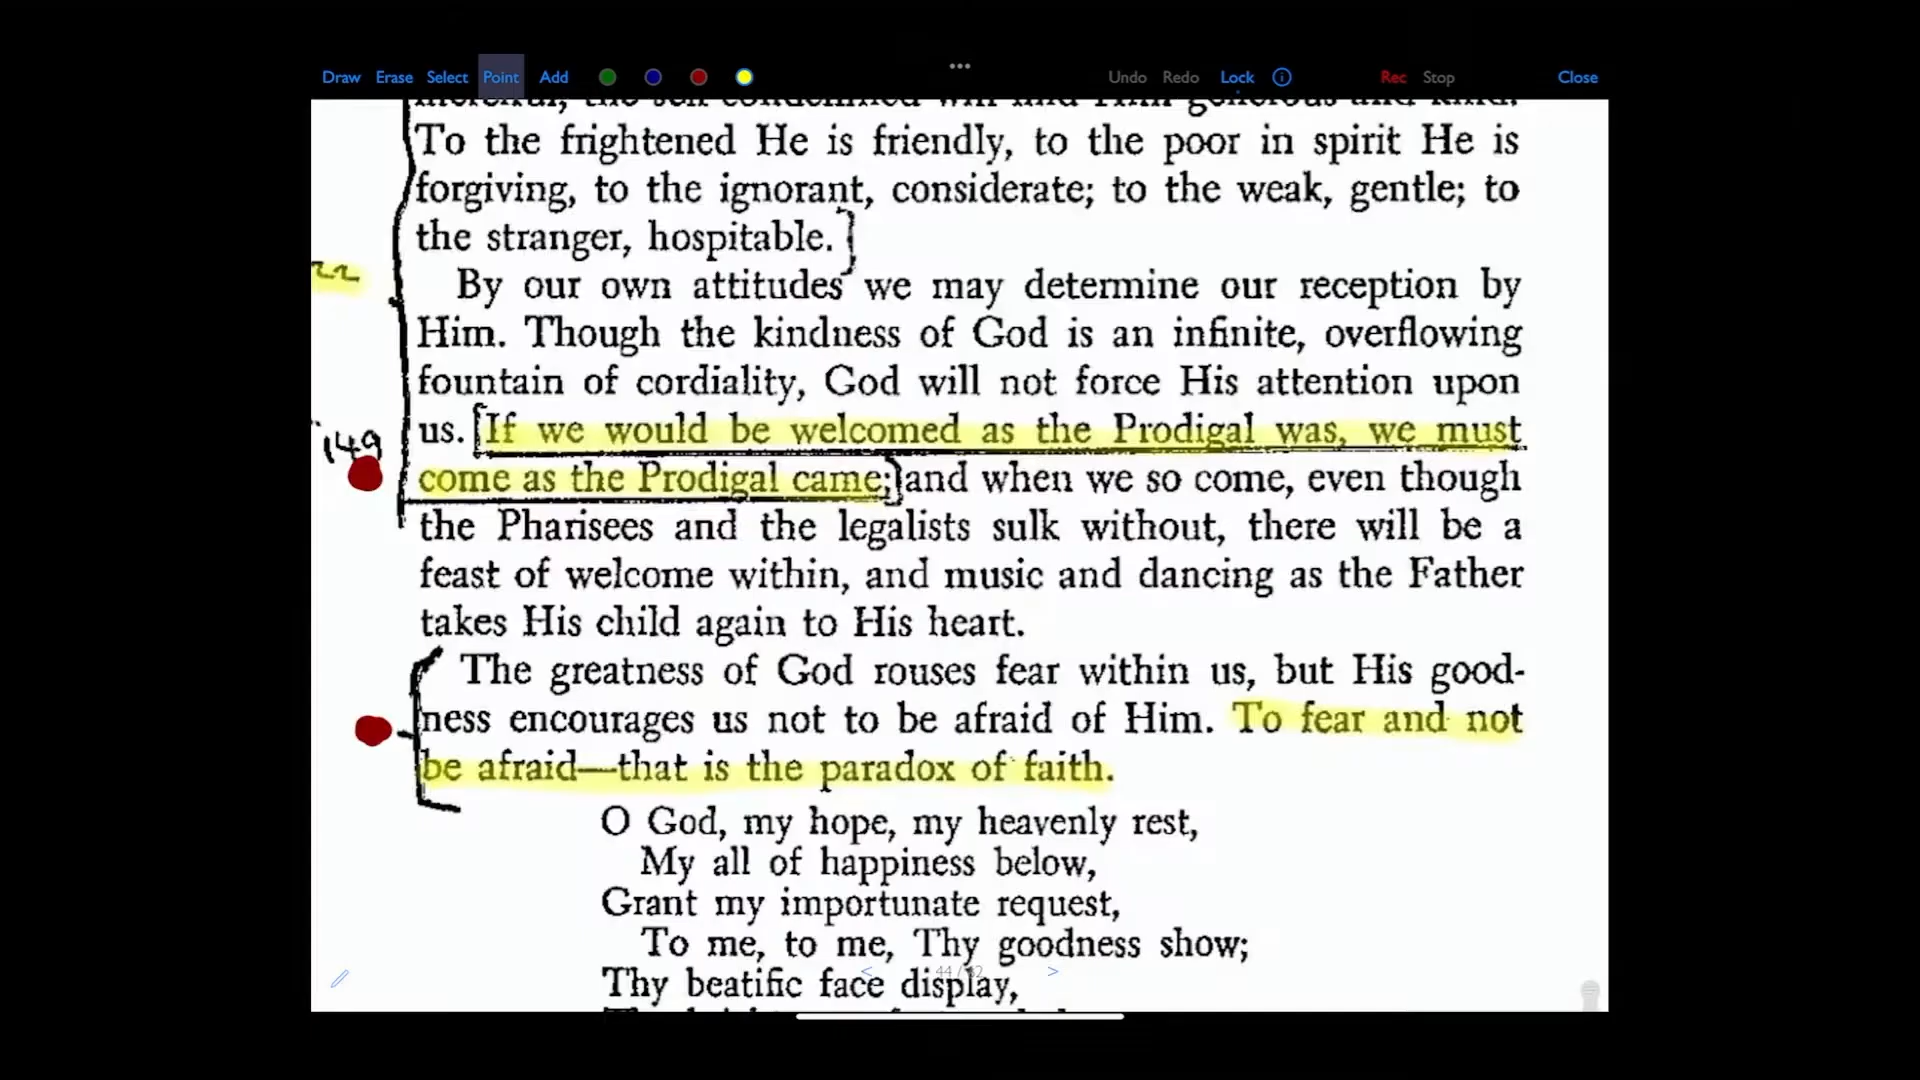 Draw Erase Select Point Add Undo Redo Lock Rec Stop Close
the self-condemned will find Him generous and kind.
To the frightened He is friendly, to the poor in spirit He is
forgiving, to the ignorant, considerate; to the weak, gentle; to
the stranger, hospitable.
By our own attitudes we may determine our reception by
Him. Though the kindness of God is an infinite, overflowing
fountain of cordiality, God will not force His attention upon
us. If we would be welcomed as the Prodigal was, we must
149
come as the Prodigal came; and when we so come, even though
the Pharisees and the legalists sulk without, there will be a
feast of welcome within, and music and dancing as the Father
takes His child again to His heart.
The greatness of God rouses fear within us, but His good-
ness encourages us not to be afraid of Him. To fear and not
be afraid—that is the paradox of faith.
O God, my hope, my heavenly rest,
My all of happiness below,
Grant my importunate request,
To me, to me, Thy goodness show;
< >
Thy beatific face display,